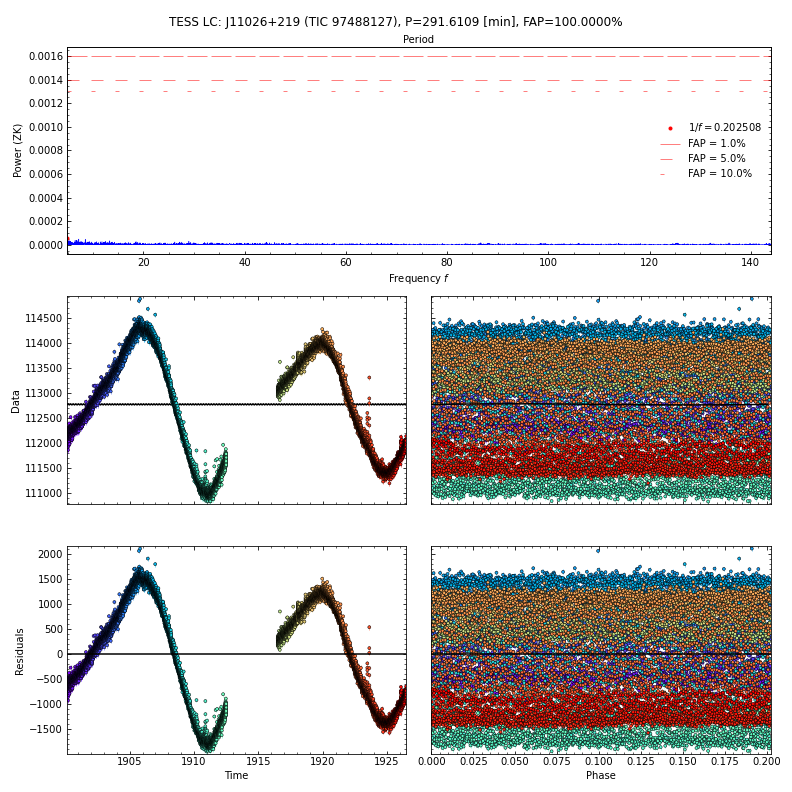 TESS LC: J11026+219 (TIC 97488127), P=291.6109 [min], FAP=100.0000%
Period
0.0016
0.0014
0.0012
0.0010
0.0008
0.0006
0.0004
0.0002
0.0000
Power (ZK)
1/f = 0.202508
FAP = 1.0%
FAP = 5.0%
FAP = 10.0%
20 40 60 80 100 120 140
Frequency f
114500
114000
113500
113000
112500
112000
111500
111000
Data
2000
1500
1000
500
0
−500
−1000
−1500
Residuals
1905 1910 1915 1920 1925
Time
0.000 0.025 0.050 0.075 0.100 0.125 0.150 0.175 0.200
Phase